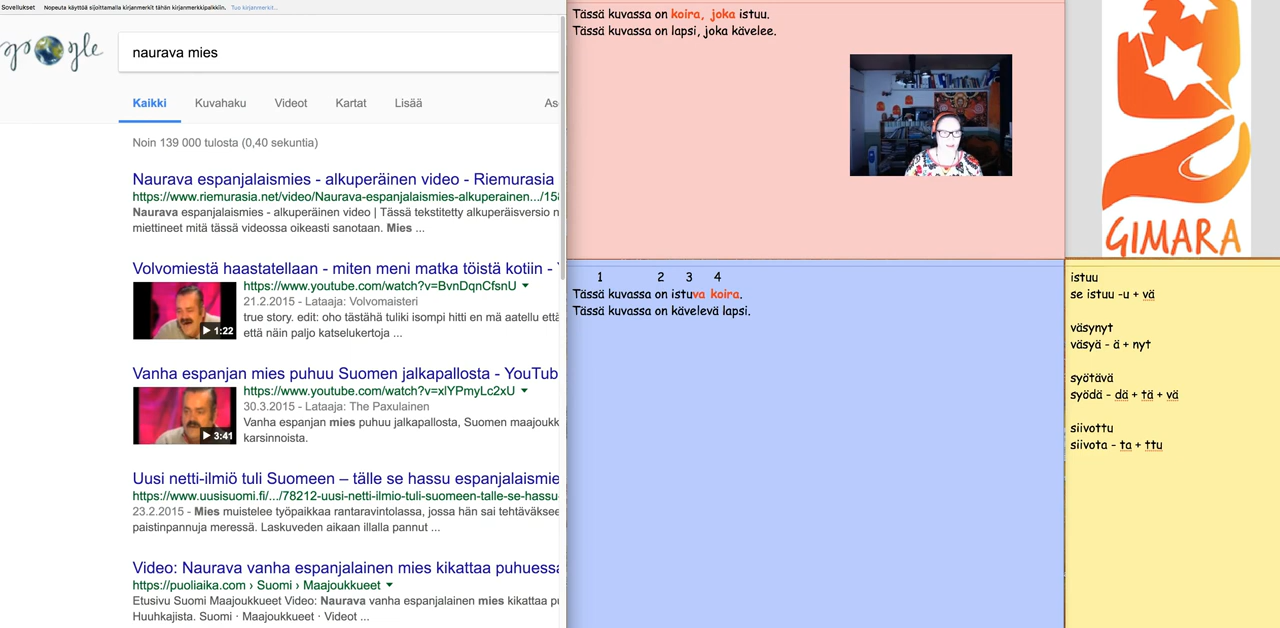 Sovellukset Nopeuta käyttöä sijoittamalla kirjanmerkit tähän kirjanmerkkipalkkiin. Tuo kirjanmerkit...
google
naurava mies
Kaikki Kuvahaku Videot Kartat Lisää As
Noin 139 000 tulosta (0,40 sekuntia)
Naurava espanjalaismies - alkuperäinen video - Riemurasia
https://www.riemurasia.net/video/Naurava-espanjalaismies-alkuperainen.../15
Naurava espanjalaismies - alkuperäinen video | Tässä tekstitetty alkuperäisversio n
miettineet mitä tässä videossa oikeasti sanotaan. Mies ...
Volvomiestä haastatellaan - miten meni matka töistä kotiin -
https://www.youtube.com/watch?v=BvnDqnCfsnU
1:22
21.2.2015 - Lataaja: Volvomaisteri
true story. edit: oho tästähä tuliki isompi hitti en mä aatellu että
että näin paljo katselukertoja ...
Vanha espanjan mies puhuu Suomen jalkapallosta - YouTub
https://www.youtube.com/watch?v=xlYPmyLc2xU
3:41
30.3.2015 - Lataaja: The Paxulainen
Vanha espanjan mies puhuu jalkapallosta, Suomen maajoukk
karsinnoista.
Uusi netti-ilmiö tuli Suomeen – tälle se hassu espanjalaismie
https://www.uusisuomi.fi/.../78212-uusi-netti-ilmio-tuli-suomeen-talle-se-hassu-
23.2.2015 - Mies muistelee työpaikkaa rantaravintolassa, jossa hän sai tehtäväkse
paistinpannuja meressä. Laskuveden aikaan illalla pannut ...
Video: Naurava vanha espanjalainen mies kikattaa puhuessa
https://puoliaika.com › Suomi › Maajoukkueet
Etusivu Suomi Maajoukkueet Video: Naurava vanha espanjalainen mies kikattaa pu
Huuhkajista. Suomi · Maajoukkueet · Videot ...
Tässä kuvassa on koira, joka istuu.
Tässä kuvassa on lapsi, joka kävelee.
GIMARA
1 2 3 4
Tässä kuvassa on istuva koira.
Tässä kuvassa on kävelevä lapsi.
istuu
se istuu -u + vä
väsynyt
väsyä - ä + nyt
syötävä
syödä - dä + tä + vä
siivottu
siivota - ta + ttu